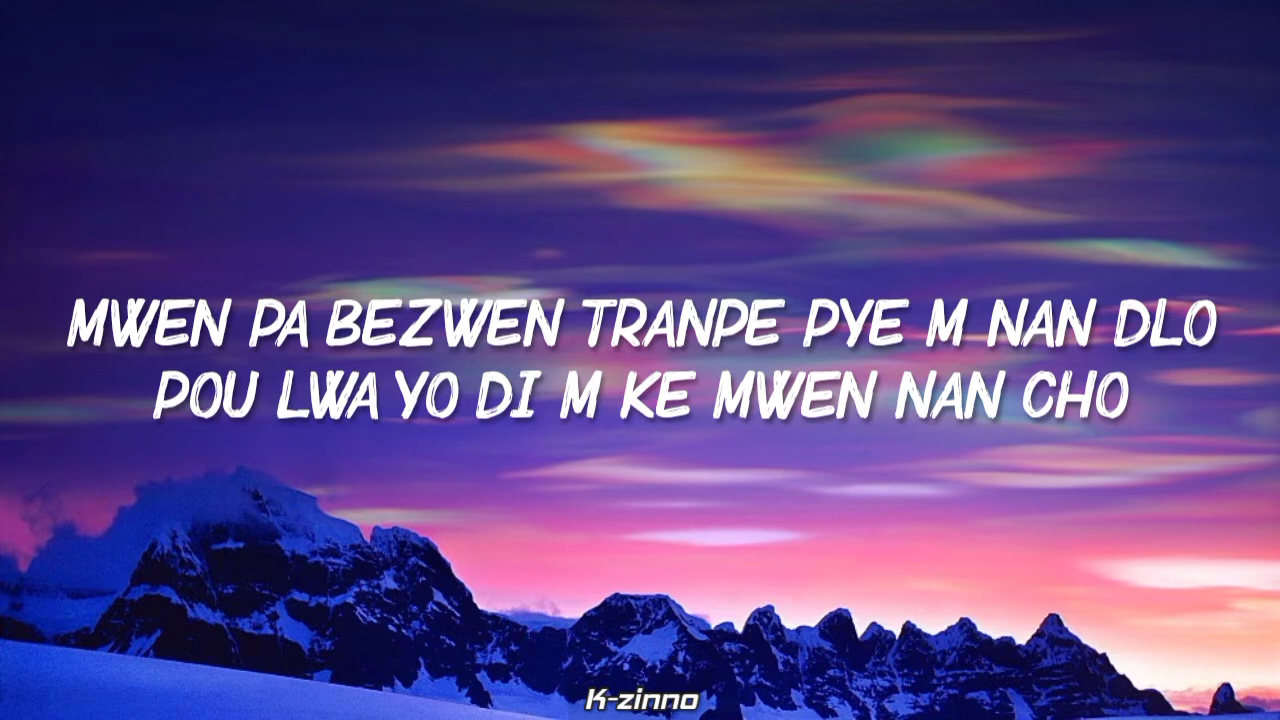 MWEN PA BEZWEN TRANPE PYE M NAN DLO
POU LWA YO DI M KE MWEN NAN CHO
K-zinno